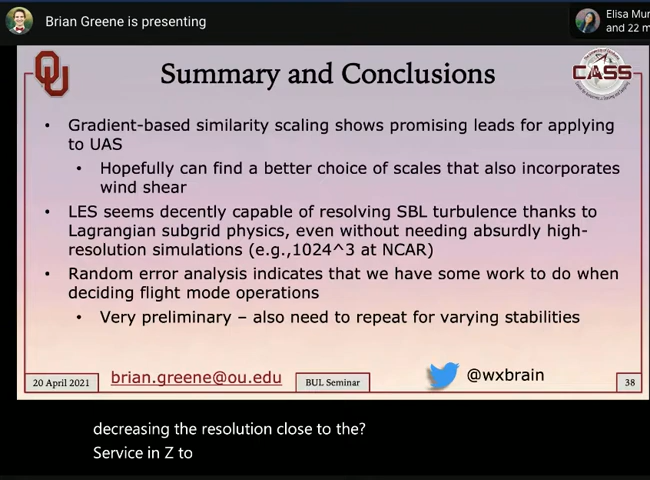 Brian Greene is presenting
Elisa Mur
and 22 m
Summary and Conclusions
CASS
• Gradient-based similarity scaling shows promising leads for applying
to UAS
• Hopefully can find a better choice of scales that also incorporates
wind shear
• LES seems decently capable of resolving SBL turbulence thanks to
Lagrangian subgrid physics, even without needing absurdly high-
resolution simulations (e.g.,1024^3 at NCAR)
• Random error analysis indicates that we have some work to do when
deciding flight mode operations
• Very preliminary – also need to repeat for varying stabilities
20 April 2021
brian.greene@ou.edu
BUL Seminar
@wxbrain
38
decreasing the resolution close to the?
Service in Z to